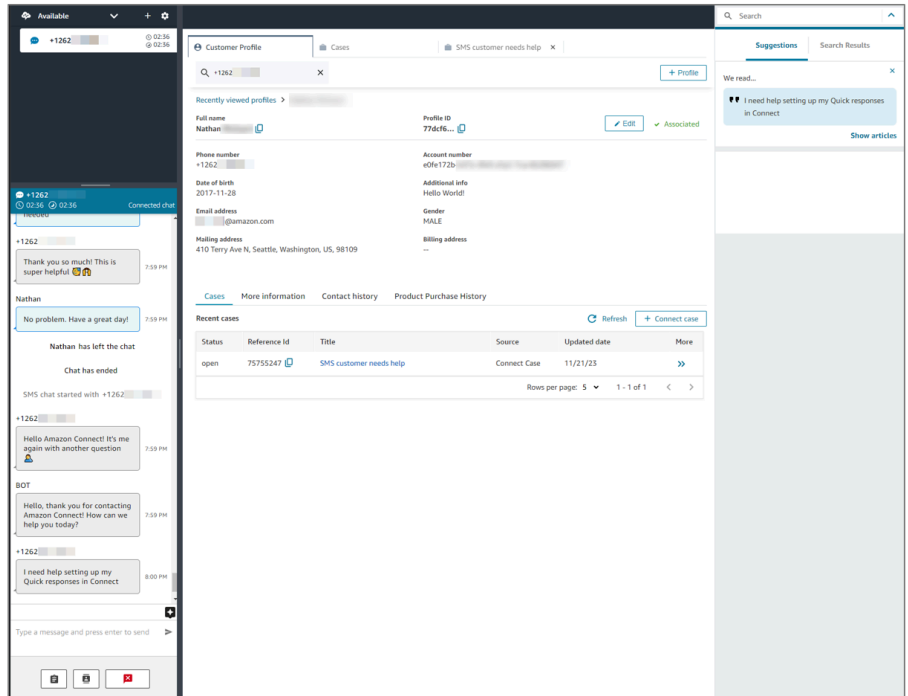 Available
+1262
02:36
02:36
+1262
02:36 02:36 Connected chat
needed
+1262
Thank you so much! This is
super helpful
7:59 PM
Nathan
No problem. Have a great day!
7:59 PM
Nathan has left the chat
Chat has ended
SMS chat started with +1262
+1262
Hello Amazon Connect! It's me
again with another question
7:59 PM
BOT
Hello, thank you for contacting
Amazon Connect! How can we
help you today?
7:59 PM
+1262
I need help setting up my
Quick responses in Connect
8:00 PM
Type a message and press enter to send
Customer Profile
Cases
SMS customer needs help
+1262
+ Profile
Recently viewed profiles >
Full name
Nathan
Profile ID
77dcf6...
Edit
Associated
Phone number
+1262
Account number
e0fe172b
Date of birth
2017-11-28
Additional info
Hello World!
Email address
@amazon.com
Gender
MALE
Mailing address
410 Terry Ave N, Seattle, Washington, US, 98109
Billing address
—
Cases More information Contact history Product Purchase History
Recent cases
Refresh
+ Connect case
Status Reference Id Title Source Updated date More
open 75755247 SMS customer needs help Connect Case 11/21/23
Rows per page: 5 1 - 1 of 1
Search
Suggestions Search Results
We read...
I need help setting up my Quick responses
in Connect
Show articles